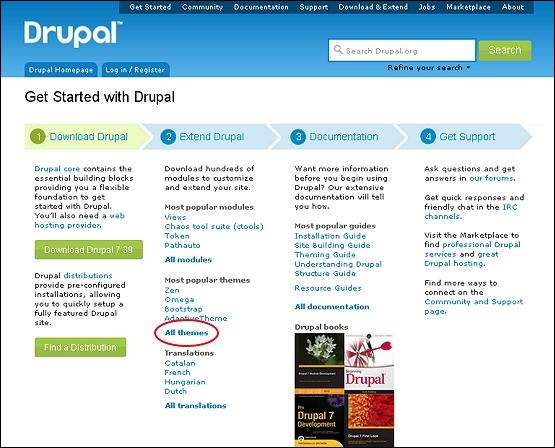 Get Started Community Documentation Support Download & Extend Jobs Marketplace About
Drupal™
Search Drupal.org
Search
Refine your search
Drupal Homepage
Log in / Register
Get Started with Drupal
1 Download Drupal
2 Extend Drupal
3 Documentation
4 Get Support
Drupal core contains the
essential building blocks
providing you a flexible
foundation to get
started with Drupal.
You'll also need a web
hosting provider.
Download Drupal 7.39
Drupal distributions
provide pre-configured
installations, allowing
you to quickly setup a
fully featured Drupal
site.
Find a Distribution
Download hundreds of
modules to customize
and extend your site.
Most popular modules
Views
Chaos tool suite (ctools)
Token
Pathauto
All modules
Most popular themes
Zen
Omega
Bootstrap
AdaptiveTheme
All themes
Translations
Catalan
French
Hungarian
Dutch
All translations
Want more information
before you begin using
Drupal? Our extensive
documentation will tell
you how.
Most popular guides
Installation Guide
Site Building Guide
Theming Guide
Understanding Drupal
Structure Guide
Resource Guides
All documentation
Drupal books
Drupal 7 Module Development
Beginning
Drupal
Pro
Drupal 7
Development
Drupal 7 First Look
Ask questions and get
answers in our forums.
Get quick responses and
friendly chat in the IRC
channels.
Visit the Marketplace to
find professional Drupal
services and great
Drupal hosting.
Find more ways to
connect on the
Community and Support
page.